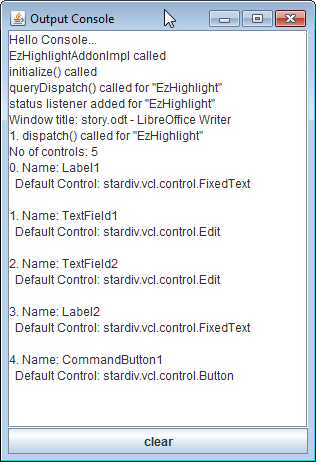 Output Console
Hello Console...
EzHighlightAddonImpl called
initialize() called
queryDispatch() called for "EzHighlight"
status listener added for "EzHighlight"
Window title: story.odt - LibreOffice Writer
1. dispatch() called for "EzHighlight"
No of controls: 5
0. Name: Label1
Default Control: stardiv.vcl.control.FixedText
1. Name: TextField1
Default Control: stardiv.vcl.control.Edit
2. Name: TextField2
Default Control: stardiv.vcl.control.Edit
3. Name: Label2
Default Control: stardiv.vcl.control.FixedText
4. Name: CommandButton1
Default Control: stardiv.vcl.control.Button
clear